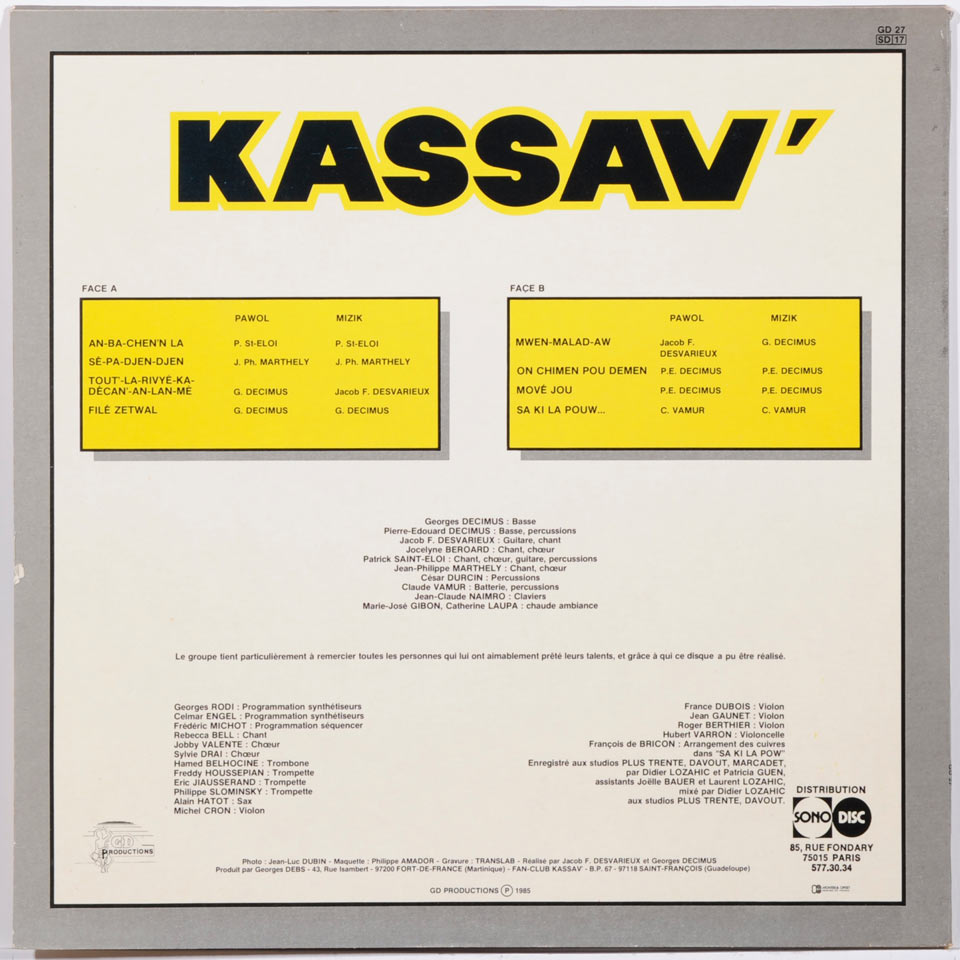 GD 27
SD 17
KASSAV'
FACE A
PAWOL MIZIK
AN-BA-CHEN'N LA P. ST-ELOI P. ST-ELOI
SÉ-PA-DJEN-DJEN J. Ph. MARTHELY J. Ph. MARTHELY
TOUT'-LA-RIVYÉ-KA-
DÉCAN'-AN-LAN-MÉ G. DECIMUS Jacob F. DESVARIEUX
FILÉ ZETWAL G. DECIMUS G. DECIMUS
FACE B
PAWOL MIZIK
MWEN-MALAD-AW Jacob F. G. DECIMUS
DESVARIEUX
ON CHIMEN POU DEMEN P.E. DECIMUS P.E. DECIMUS
MOVÉ JOU P.E. DECIMUS P.E. DECIMUS
SA KI LA POUW... C. VAMUR C. VAMUR
Georges DECIMUS : Basse
Pierre-Edouard DECIMUS : Basse, percussions
Jacob F. DESVARIEUX : Guitare, chant
Jocelyne BEROARD : Chant, chœur
Patrick SAINT-ELOI : Chant, chœur, guitare, percussions
Jean-Philippe MARTHELY : Chant, chœur
César DURCIN : Percussions
Claude VAMUR : Batterie, percussions
Jean-Claude NAIMRO : Claviers
Marie-José GIBON, Catherine LAUPA : chaude ambiance
Le groupe tient particulièrement à remercier toutes les personnes qui lui ont aimablement prêté leurs talents, et grâce à qui ce disque a pu être réalisé.
Georges RODI : Programmation synthétiseurs
Celmar ENGEL : Programmation synthétiseurs
Frédéric MICHOT : Programmation séquencer
Rebecca BELL : Chant
Jobby VALENTE : Chœur
Sylvie DRAI : Chœur
Hamed BELHOCINE : Trombone
Freddy HOUSSEPIAN : Trompette
Eric JIAUSSERAND : Trompette
Philippe SLOMINSKY : Trompette
Alain HATOT : Sax
Michel CRON : Violon
France DUBOIS : Violon
Jean GAUNET : Violon
Roger BERTHIER : Violon
Hubert VARRON : Violoncelle
François de BRICON : Arrangement des cuivres
dans "SA KI LA POW"
Enregistré aux studios PLUS TRENTE, DAVOUT, MARCADET,
par Didier LOZAHIC et Patricia GUEN,
assistants Joëlle BAUER et Laurent LOZAHIC,
mixé par Didier LOZAHIC
aux studios PLUS TRENTE, DAVOUT.
DISTRIBUTION
SONO DISC
85, RUE FONDARY
75015 PARIS
577.30.34
GD
PRODUCTIONS
Photo : Jean-Luc DUBIN - Maquette : Philippe AMADOR - Gravure : TRANSLAB - Réalisé par Jacob F. DESVARIEUX et Georges DECIMUS
Produit par Georges DEBS - 43, Rue Isambert - 97200 FORT-DE-FRANCE (Martinique) - FAN-CLUB KASSAV' - B.P. 67 - 97118 SAINT-FRANÇOIS (Guadeloupe)
GD PRODUCTIONS Ⓟ 1985